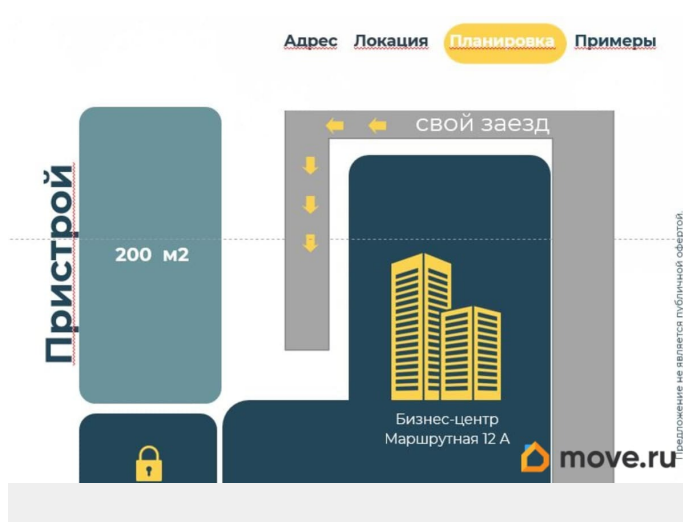 Адрес Локация Планировка Примеры
свой заезд
Пристрой
200 м2
Бизнес-центр
Маршрутная 12 А
Предложение не является публичной офертой.
move.ru